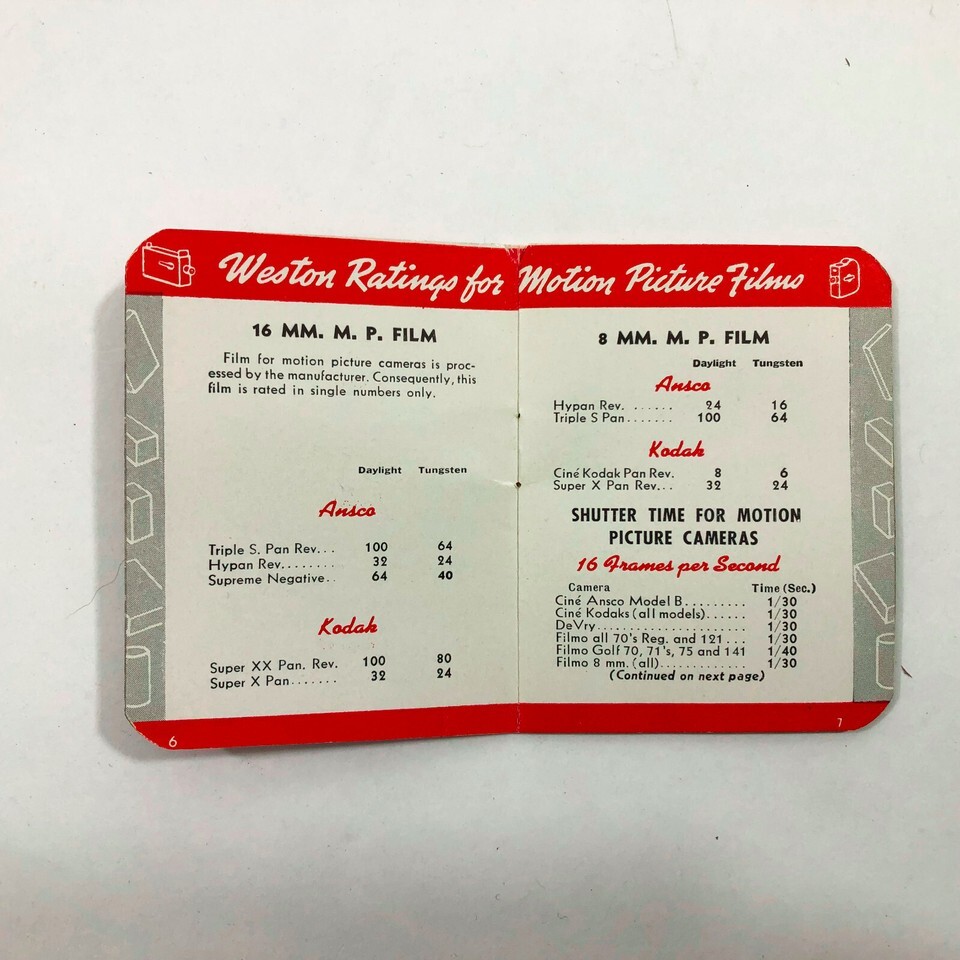 Weston Ratings for Motion Picture Films
16 MM. M. P. FILM
Film for motion picture cameras is proc-
essed by the manufacturer. Consequently, this
film is rated in single numbers only.
Daylight Tungsten
Ansco
Triple S. Pan Rev... 100 64
Hypan Rev........ 32 24
Supreme Negative.. 64 40
Kodak
Super XX Pan. Rev. 100 80
Super X Pan....... 32 24
6
8 MM. M. P. FILM
Daylight Tungsten
Ansco
Hypan Rev. ...... 24 16
Triple S Pan....... 100 64
Kodak
Ciné Kodak Pan Rev. 8 6
Super X Pan Rev... 32 24
SHUTTER TIME FOR MOTION
PICTURE CAMERAS
16 Frames per Second
Camera Time (Sec.)
Ciné Ansco Model B......... 1/30
Ciné Kodaks (all models)...... 1/30
DeVry..................... 1/30
Filmo all 70's Reg. and 121 ... 1/30
Filmo Golf 70, 71's, 75 and 141 1/40
Filmo 8 mm. (all)............ 1/30
(Continued on next page)
7